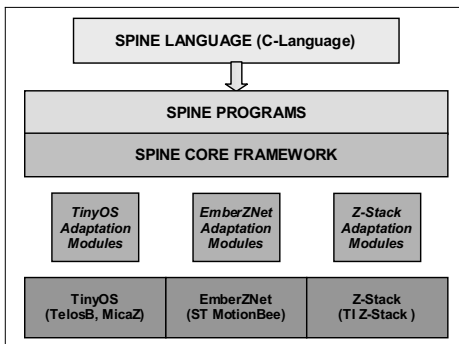 SPINE LANGUAGE (C-Language)
SPINE PROGRAMS
SPINE CORE FRAMEWORK
TinyOS
Adaptation
Modules
EmberZNet
Adaptation
Modules
Z-Stack
Adaptation
Modules
TinyOS
(TelosB, MicaZ)
EmberZNet
(ST MotionBee)
Z-Stack
(TI Z-Stack )